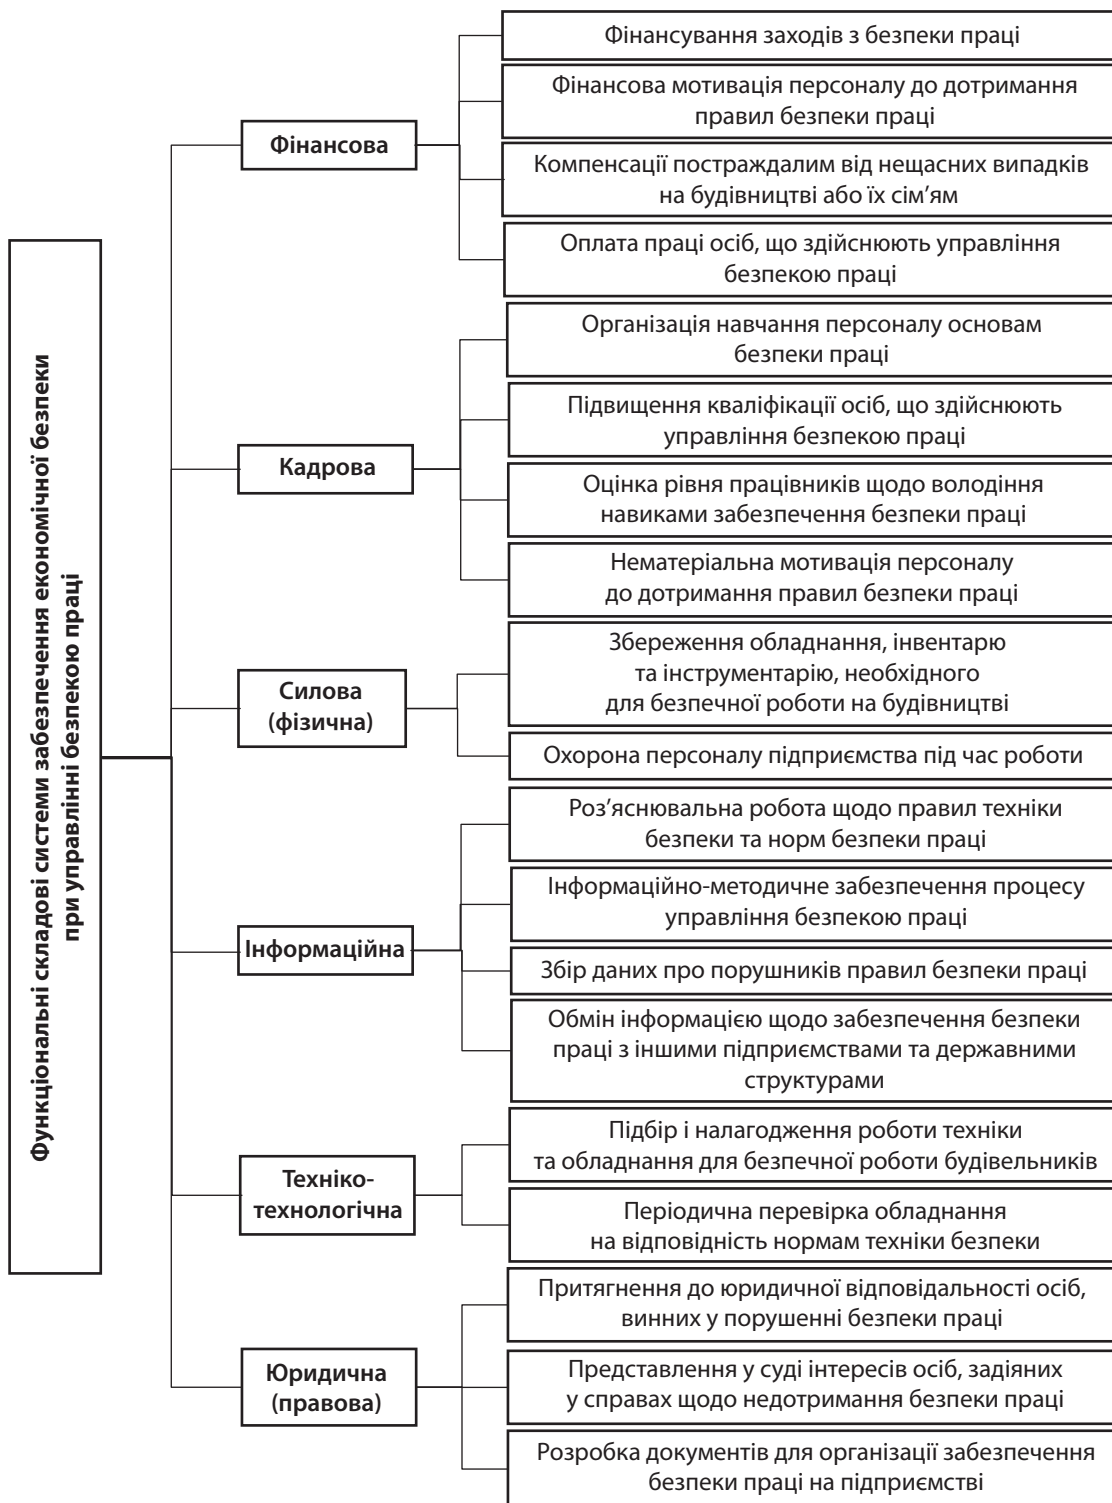 Функціональні складові системи забезпечення економічної безпеки
при управлінні безпекою праці
Фінансова
Фінансування заходів з безпеки праці
Фінансова мотивація персоналу до дотримання
правил безпеки праці
Компенсації постраждалим від нещасних випадків
на будівництві або їх сім’ям
Оплата праці осіб, що здійснюють управління
безпекою праці
Кадрова
Організація навчання персоналу основам
безпеки праці
Підвищення кваліфікації осіб, що здійснюють
управління безпекою праці
Оцінка рівня працівників щодо володіння
навиками забезпечення безпеки праці
Нематеріальна мотивація персоналу
до дотримання правил безпеки праці
Силова
(фізична)
Збереження обладнання, інвентарю
та інструментарію, необхідного
для безпечної роботи на будівництві
Охорона персоналу підприємства під час роботи
Інформаційна
Роз’яснювальна робота щодо правил техніки
безпеки та норм безпеки праці
Інформаційно-методичне забезпечення процесу
управління безпекою праці
Збір даних про порушників правил безпеки праці
Обмін інформацією щодо забезпечення безпеки
праці з іншими підприємствами та державними
структурами
Техніко-
технологічна
Підбір і налагодження роботи техніки
та обладнання для безпечної роботи будівельників
Періодична перевірка обладнання
на відповідність нормам техніки безпеки
Юридична
(правова)
Притягнення до юридичної відповідальності осіб,
винних у порушенні безпеки праці
Представлення у суді інтересів осіб, задіяних
у справах щодо недотримання безпеки праці
Розробка документів для організації забезпечення
безпеки праці на підприємстві